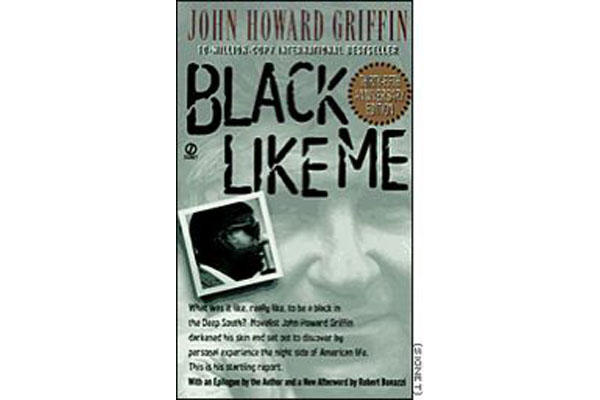 JOHN HOWARD GRIFFIN
10-MILLION-COPY INTERNATIONAL BESTSELLER
BLACK
LIKE ME
THIRTY-FIFTH
ANNIVERSARY
EDITION
SIGNET
What was it like, really like, to be a black in
the Deep South? Novelist John Howard Griffin
darkened his skin and set out to discover by
personal experience the night side of American life.
This is his startling report.
With an Epilogue by the Author and a New Afterword by Robert Bonazzi
(SIGNET)